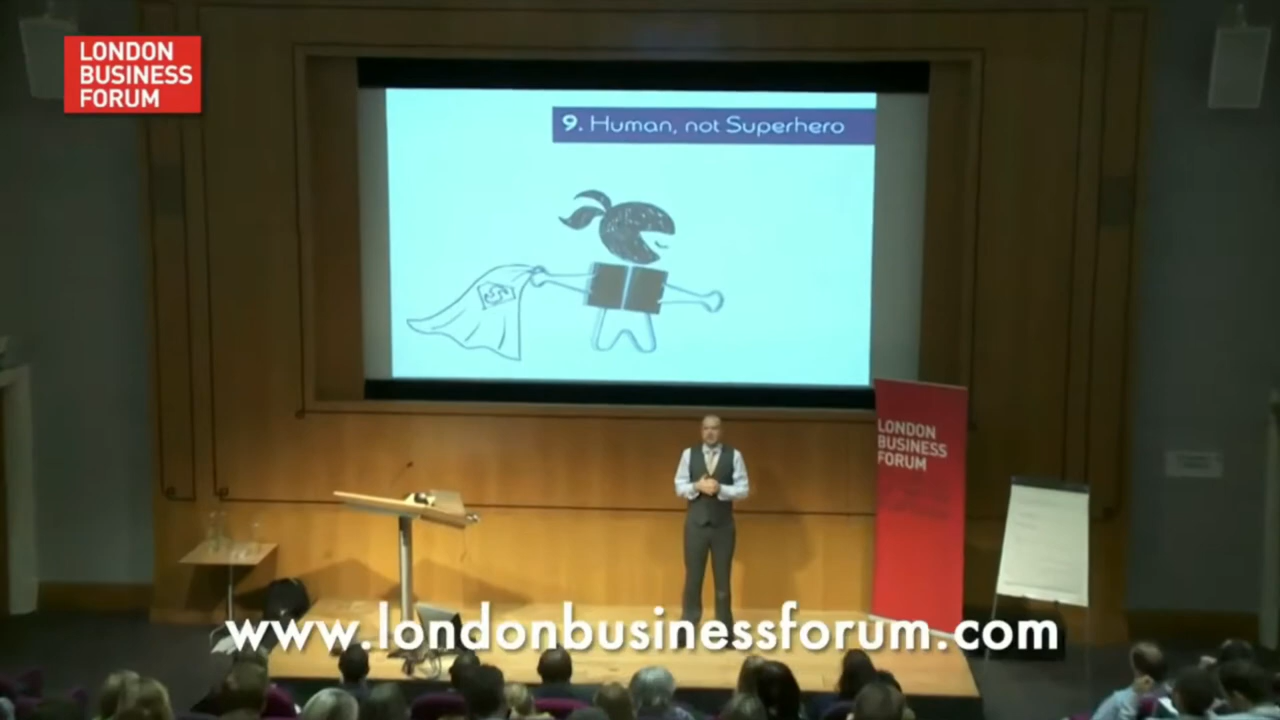 LONDON
BUSINESS
FORUM
9. Human, not Superhero
LONDON
BUSINESS
FORUM
www.londonbusinessforum.com